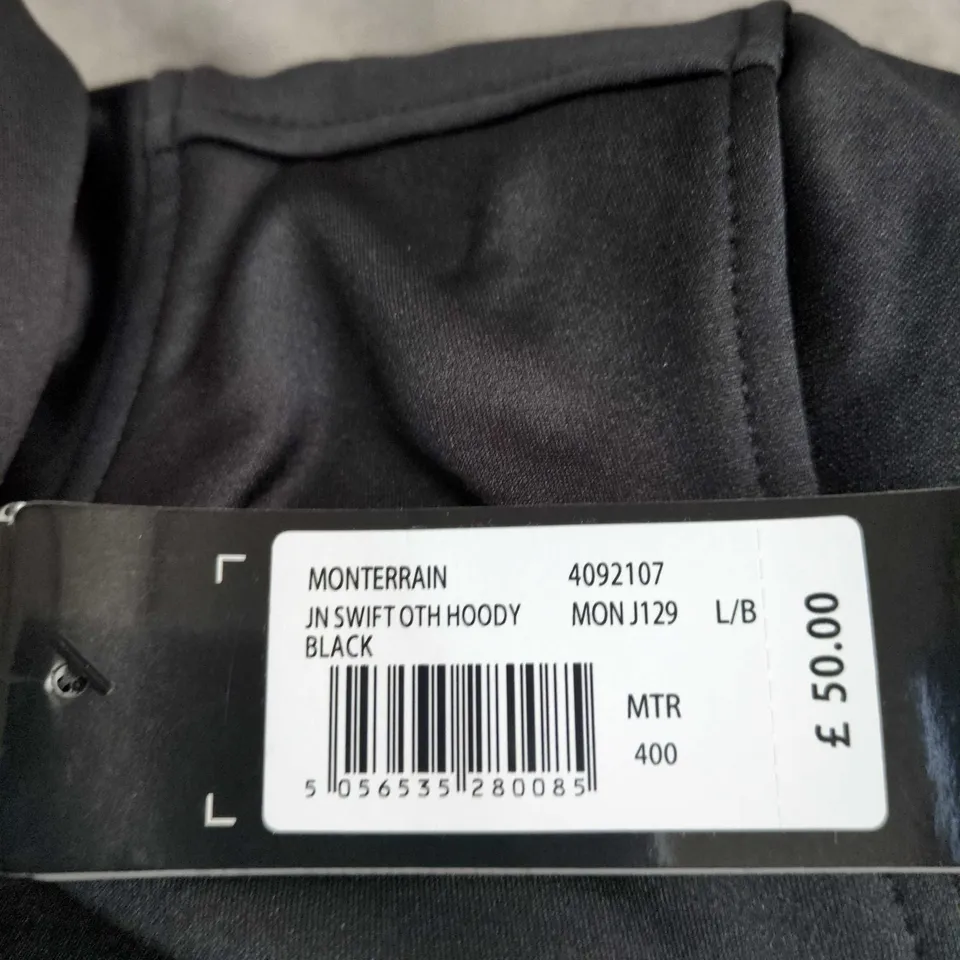 MONTERRAIN 4092107
JN SWIFT OTH HOODY MON J129 L/B
BLACK
MTR
400
5 056535 280085
£ 50.00